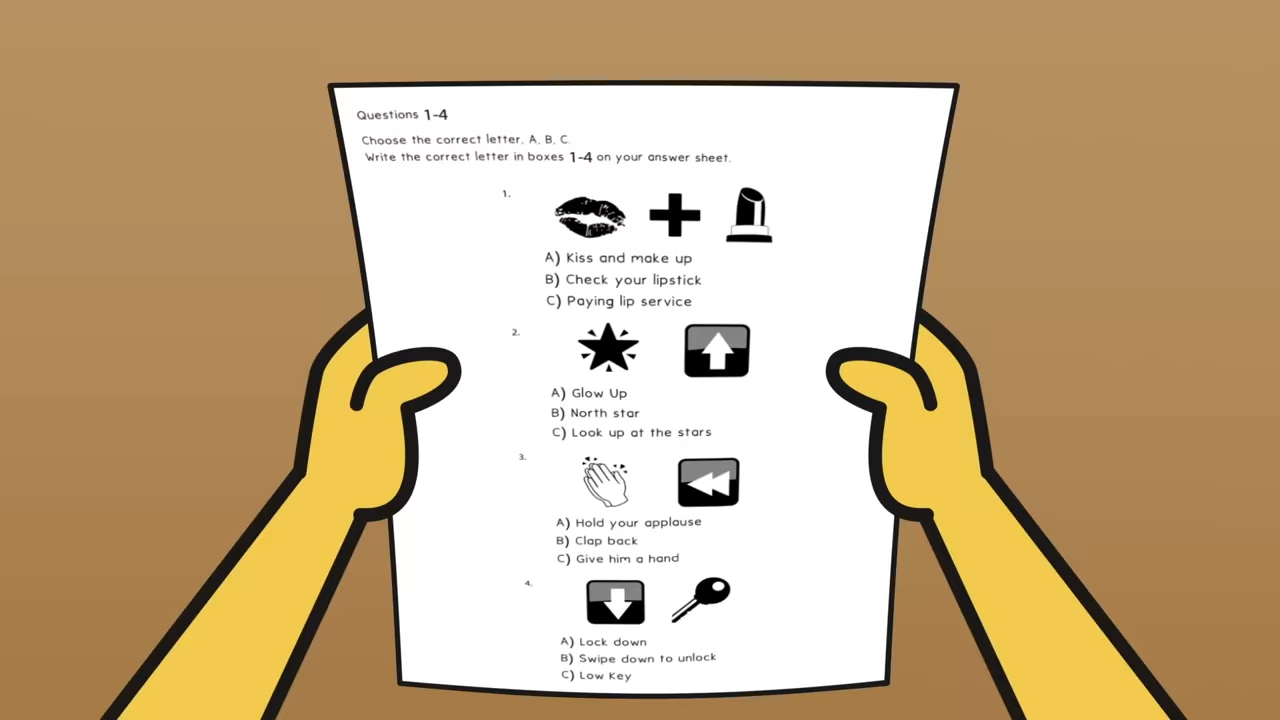 Questions 1-4
Choose the correct letter, A, B, C.
Write the correct letter in boxes 1-4 on your answer sheet.
1.
A) Kiss and make up
B) Check your lipstick
C) Paying lip service
2.
A) Glow Up
B) North star
C) Look up at the stars
3.
A) Hold your applause
B) Clap back
C) Give him a hand
4.
A) Lock down
B) Swipe down to unlock
C) Low Key